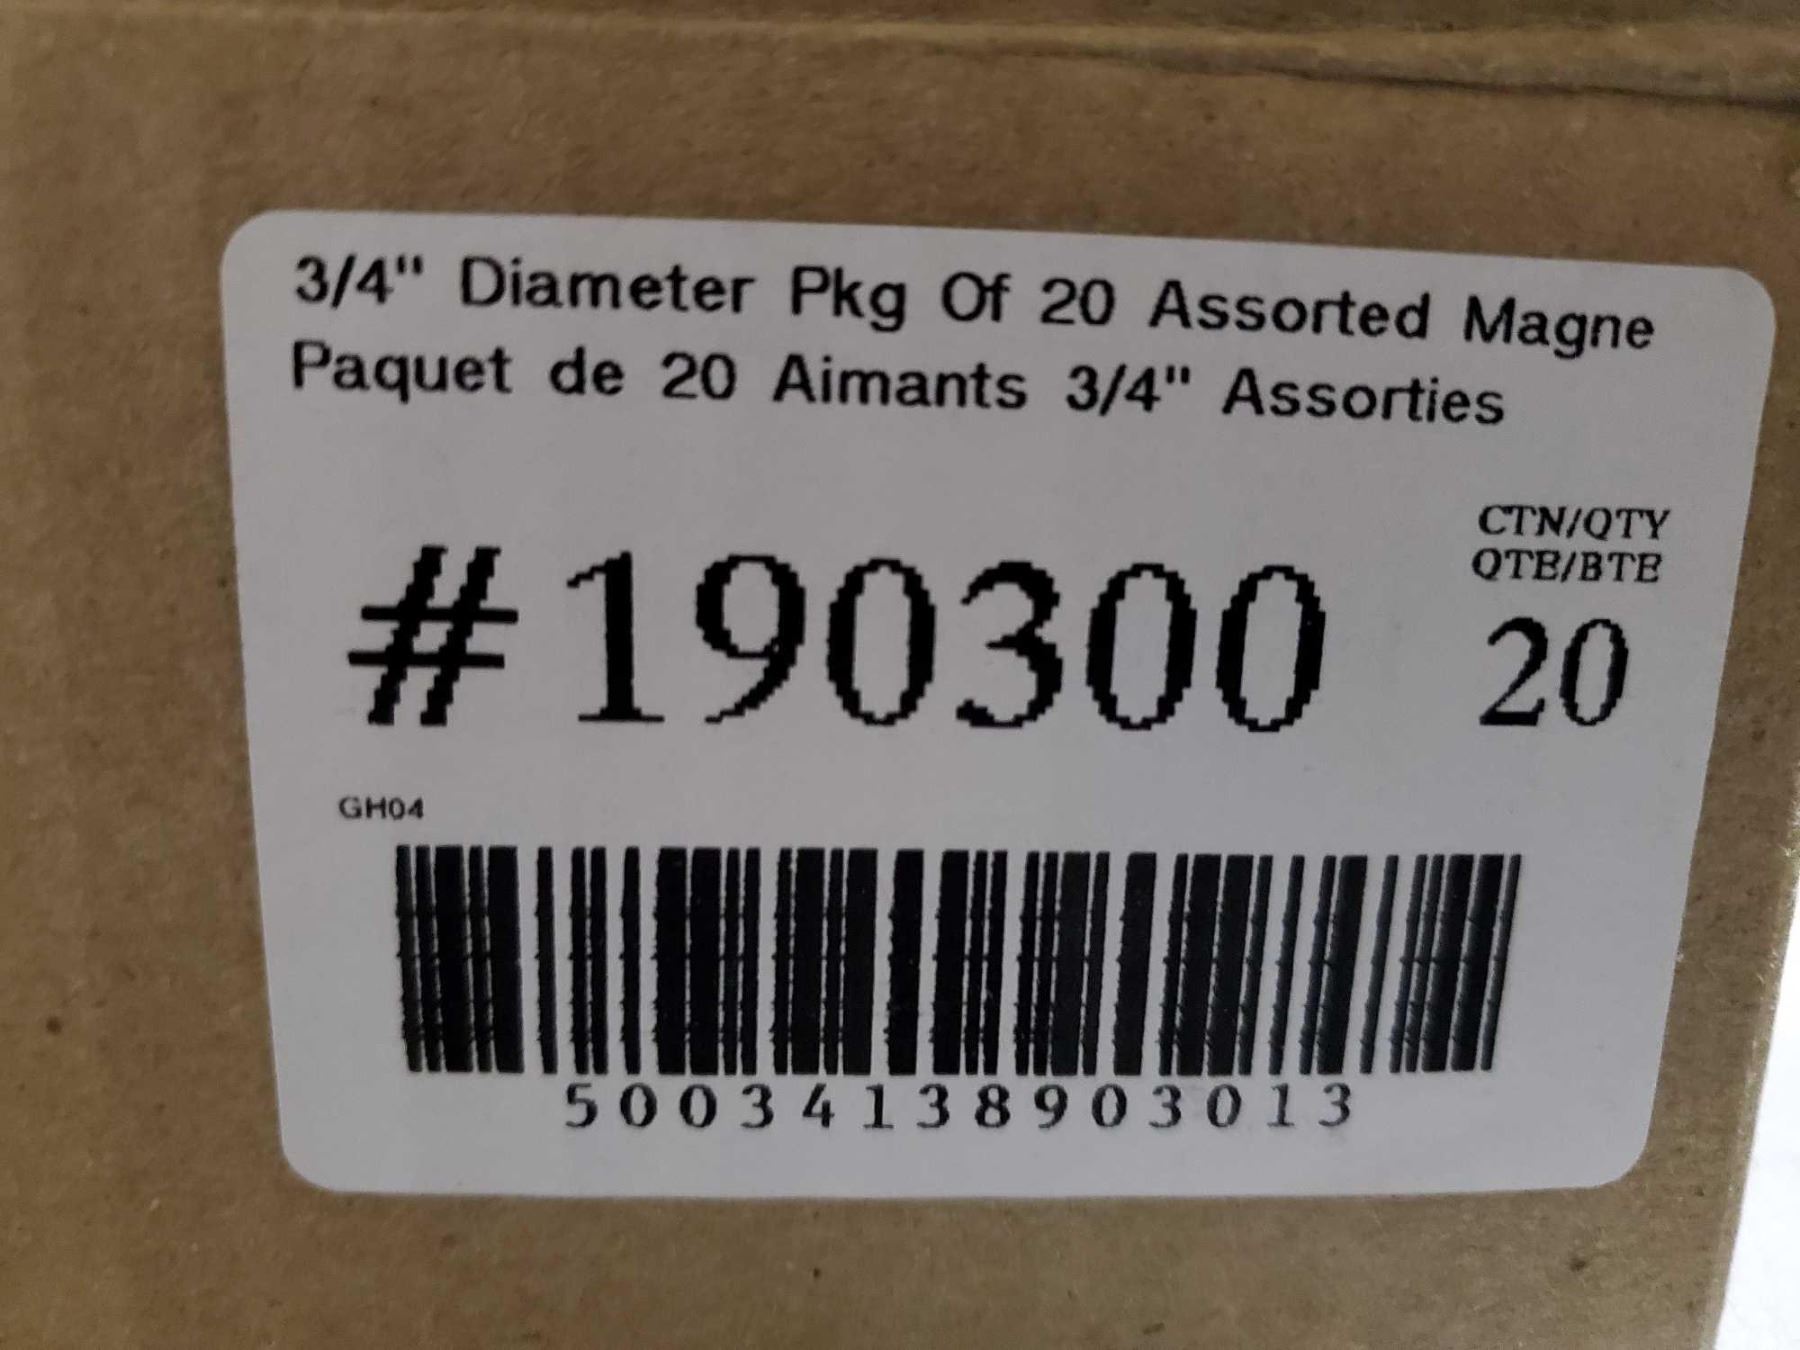 3/4" Diameter Pkg Of 20 Assorted Magne
Paquet de 20 Aimants 3/4" Assorties
CTN/QTY
QTE/BTE
#190300
20
GH04
50034138903013